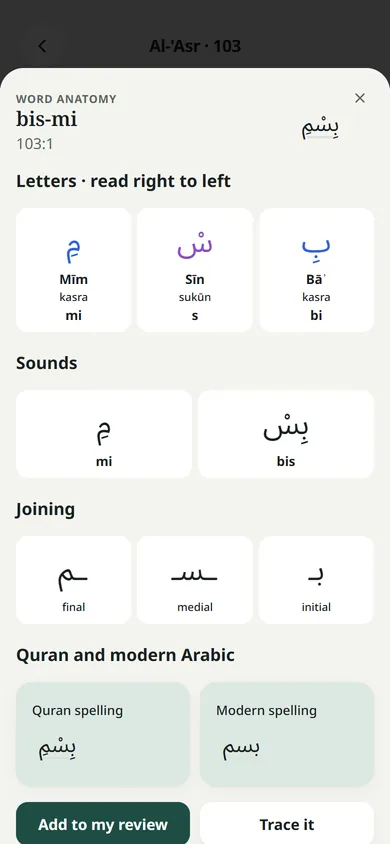 Al-'Asr · 103
WORD ANATOMY
bis-mi
بِسْمِ
103:1
Letters · read right to left
مِ سْ بِ
Mīm Sīn Bāʾ
kasra sukūn kasra
mi s bi
Sounds
مِ بِسْ
mi bis
Joining
ـم ـسـ بـ
final medial initial
Quran and modern Arabic
Quran spelling Modern spelling
بِسْمِ بسم
Add to my review Trace it